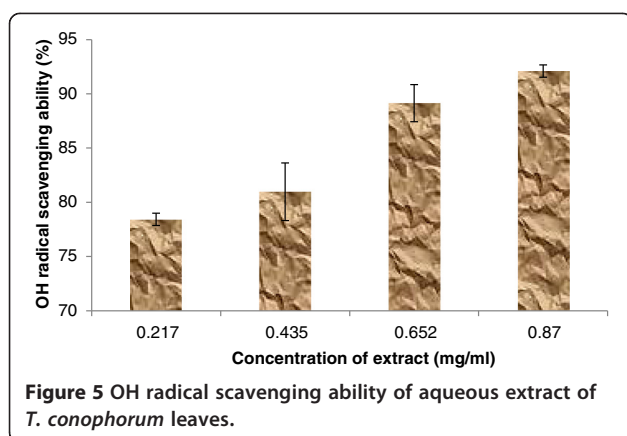 95
90
85
80
75
70
OH radical scavenging ability (%)
0.217 0.435 0.652 0.87
Concentration of extract (mg/ml)
Figure 5 OH radical scavenging ability of aqueous extract of
T. conophorum leaves.